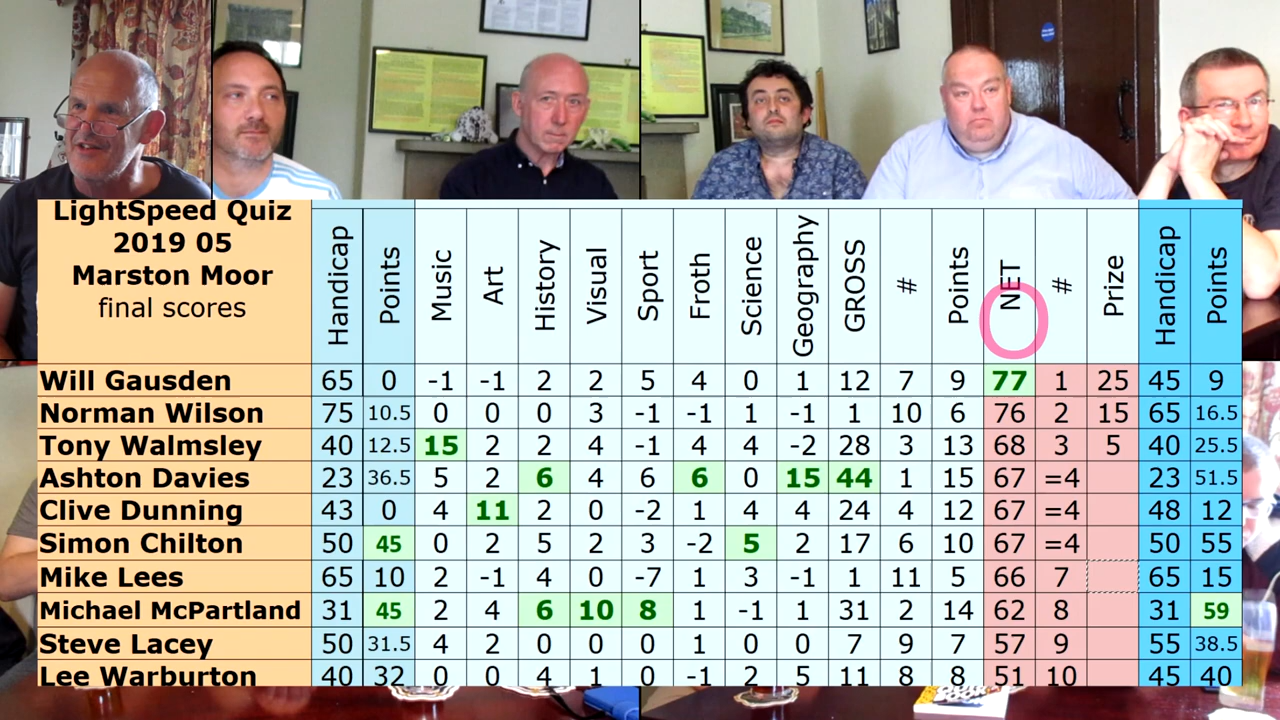 LightSpeed Quiz
2019 05
Marston Moor
final scores
Handicap Points Music Art History Visual Sport Froth Science Geography GROSS # Points NET # Prize Handicap Points
Will Gausden 65 0 -1 -1 2 2 5 4 0 1 12 7 9 77 1 25 45 9
Norman Wilson 75 10.5 0 0 0 3 -1 -1 1 -1 1 10 6 76 2 15 65 16.5
Tony Walmsley 40 12.5 15 2 2 4 -1 4 4 -2 28 3 13 68 3 5 40 25.5
Ashton Davies 23 36.5 5 2 6 4 6 6 0 15 44 1 15 67 =4 23 51.5
Clive Dunning 43 0 4 11 2 0 -2 1 4 4 24 4 12 67 =4 48 12
Simon Chilton 50 45 0 2 5 2 3 -2 5 2 17 6 10 67 =4 50 55
Mike Lees 65 10 2 -1 4 0 -7 1 3 -1 1 11 5 66 7 65 15
Michael McPartland 31 45 2 4 6 10 8 1 -1 1 31 2 14 62 8 31 59
Steve Lacey 50 31.5 4 2 0 0 0 1 0 0 7 9 7 57 9 55 38.5
Lee Warburton 40 32 0 0 4 1 0 -1 2 5 11 8 8 51 10 45 40